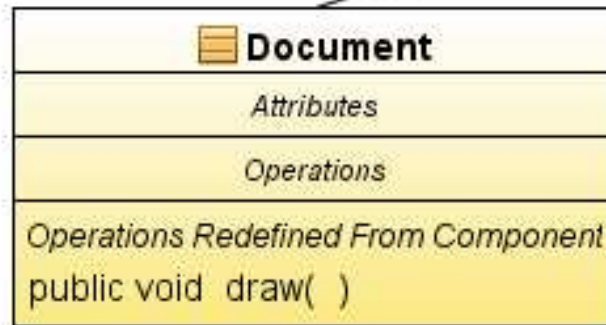 Document
Attributes
Operations
Operations Redefined From Component
public void draw( )